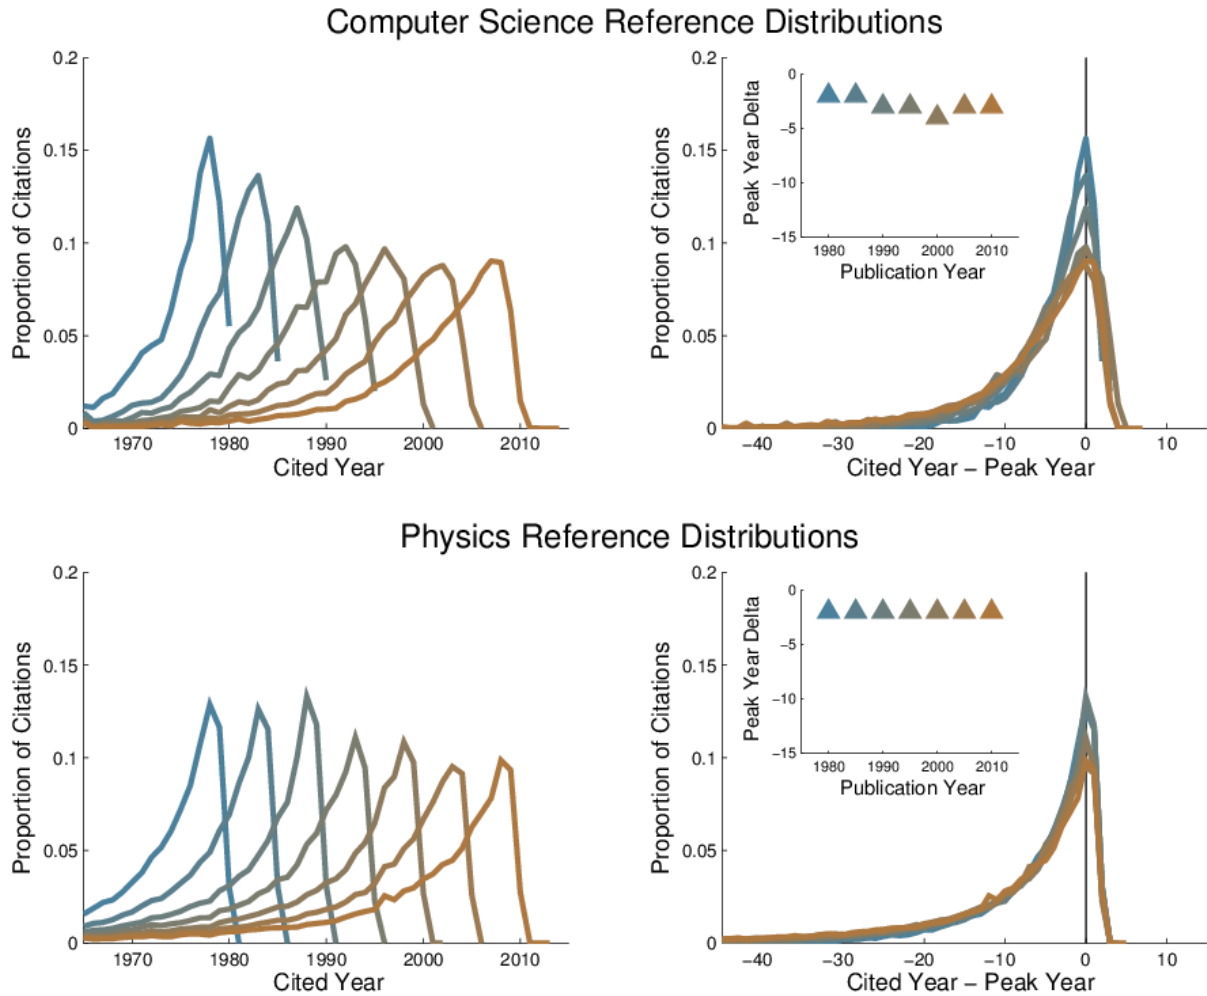 Computer Science Reference Distributions
0.2
0.15
0.1
0.05
0
Proportion of Citations
1970 1980 1990 2000 2010
Cited Year
0.2
0.15
0.1
0.05
0
Proportion of Citations
−40 −30 −20 −10 0 10
Cited Year − Peak Year
0
−5
−10
−15
Peak Year Delta
1980 1990 2000 2010
Publication Year
Physics Reference Distributions
0.2
0.15
0.1
0.05
0
Proportion of Citations
1970 1980 1990 2000 2010
Cited Year
0.2
0.15
0.1
0.05
0
Proportion of Citations
−40 −30 −20 −10 0 10
Cited Year − Peak Year
0
−5
−10
−15
Peak Year Delta
1980 1990 2000 2010
Publication Year